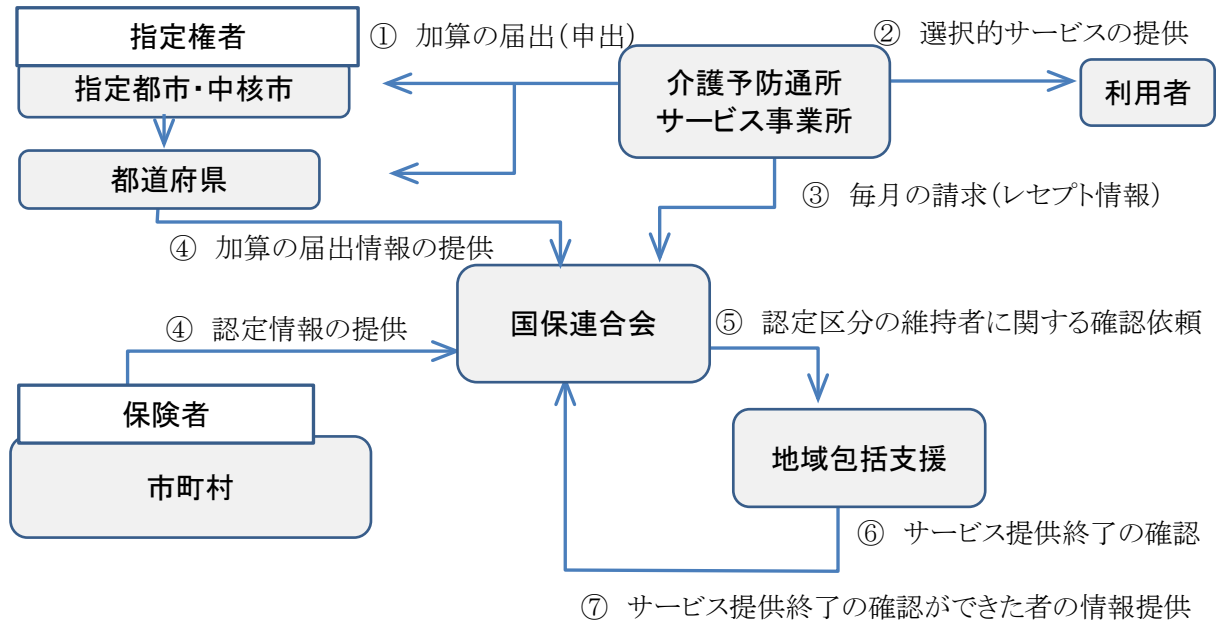 指定権者
① 加算の届出(申出)
② 選択的サービスの提供
指定都市・中核市
介護予防通所
サービス事業所
利用者
都道府県
③ 毎月の請求(レセプト情報)
④ 加算の届出情報の提供
国保連合会
④ 認定情報の提供
⑤ 認定区分の維持者に関する確認依頼
保険者
市町村
地域包括支援
⑥ サービス提供終了の確認
⑦ サービス提供終了の確認ができた者の情報提供